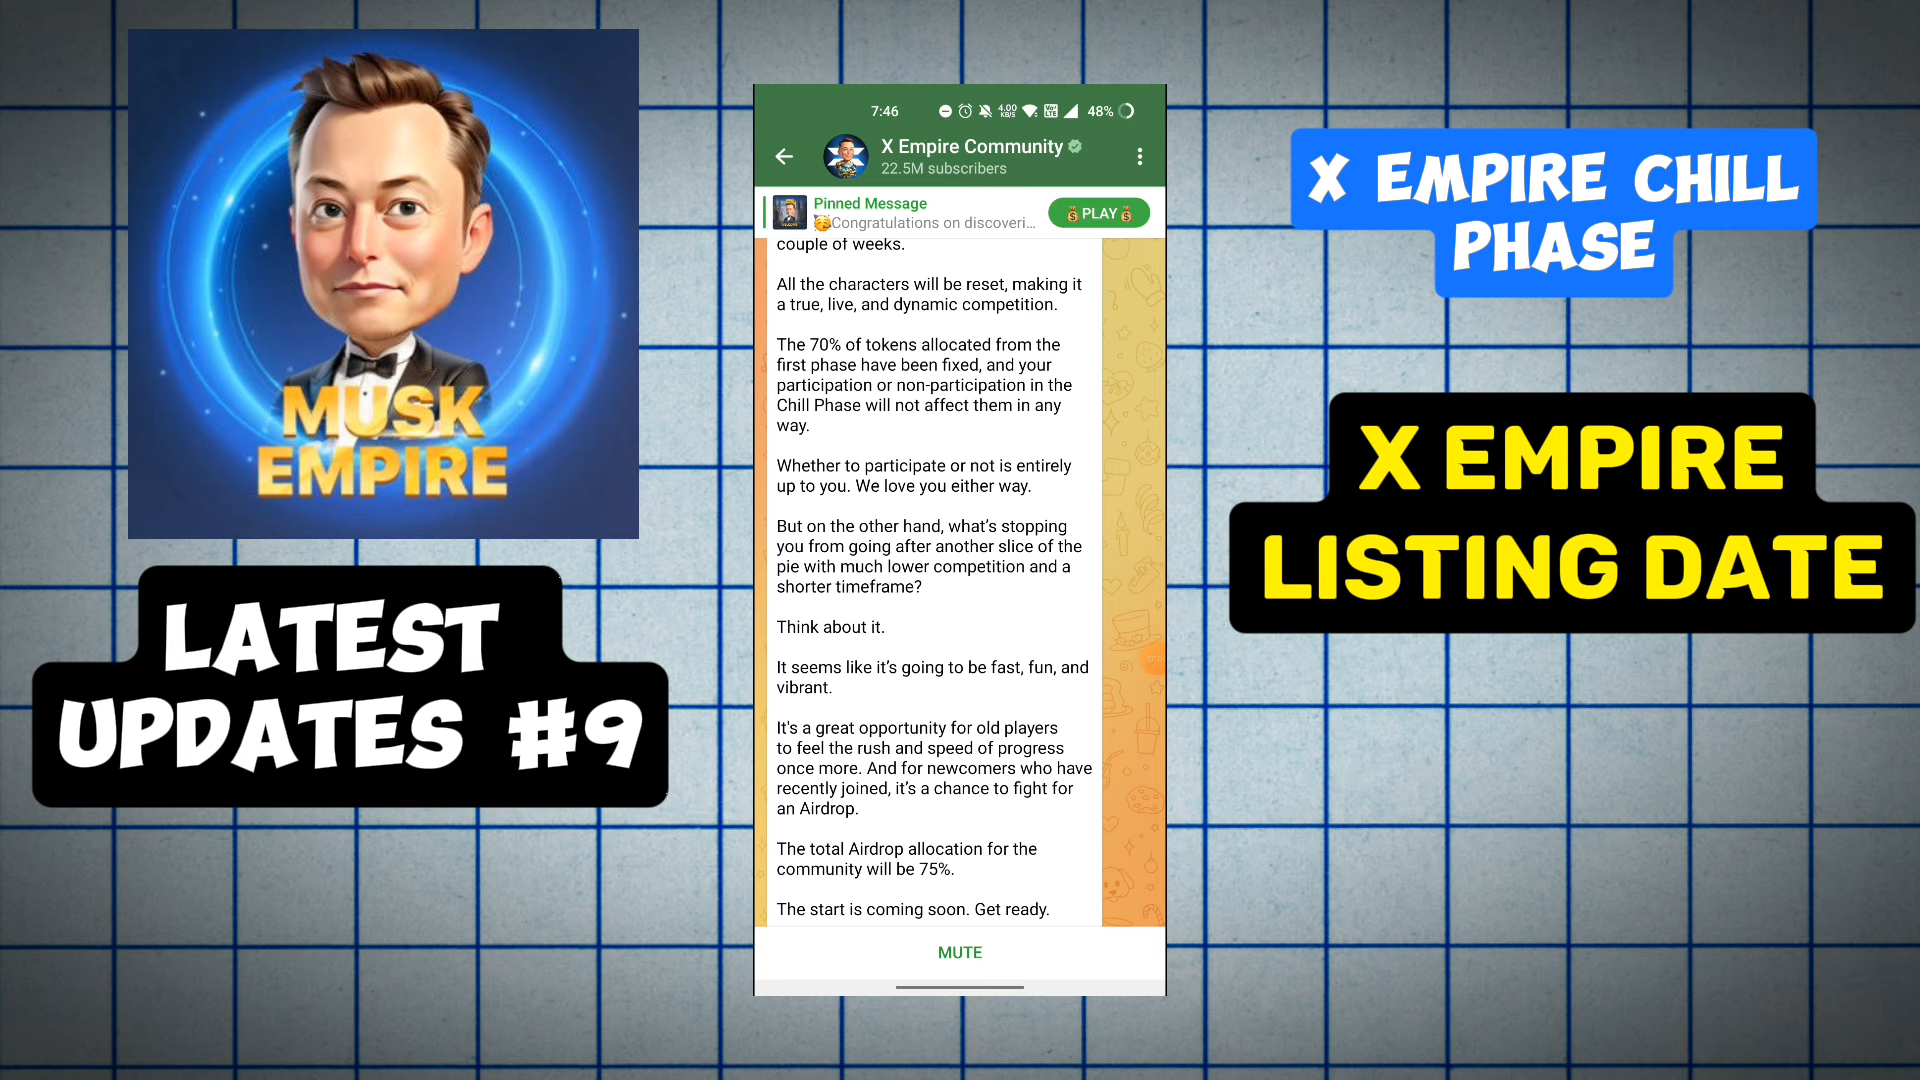 MUSK
EMPIRE
LATEST
UPDATES #9
7:46
4.00
KB/S
48%
X Empire Community
22.5M subscribers
Pinned Message
🥳Congratulations on discoveri...
💰PLAY💰
couple of weeks.
All the characters will be reset, making it
a true, live, and dynamic competition.
The 70% of tokens allocated from the
first phase have been fixed, and your
participation or non-participation in the
Chill Phase will not affect them in any
way.
Whether to participate or not is entirely
up to you. We love you either way.
But on the other hand, what’s stopping
you from going after another slice of the
pie with much lower competition and a
shorter timeframe?
Think about it.
It seems like it’s going to be fast, fun, and
vibrant.
It's a great opportunity for old players
to feel the rush and speed of progress
once more. And for newcomers who have
recently joined, it’s a chance to fight for
an Airdrop.
The total Airdrop allocation for the
community will be 75%.
The start is coming soon. Get ready.
MUTE
X EMPIRE CHILL
PHASE
X EMPIRE
LISTING DATE